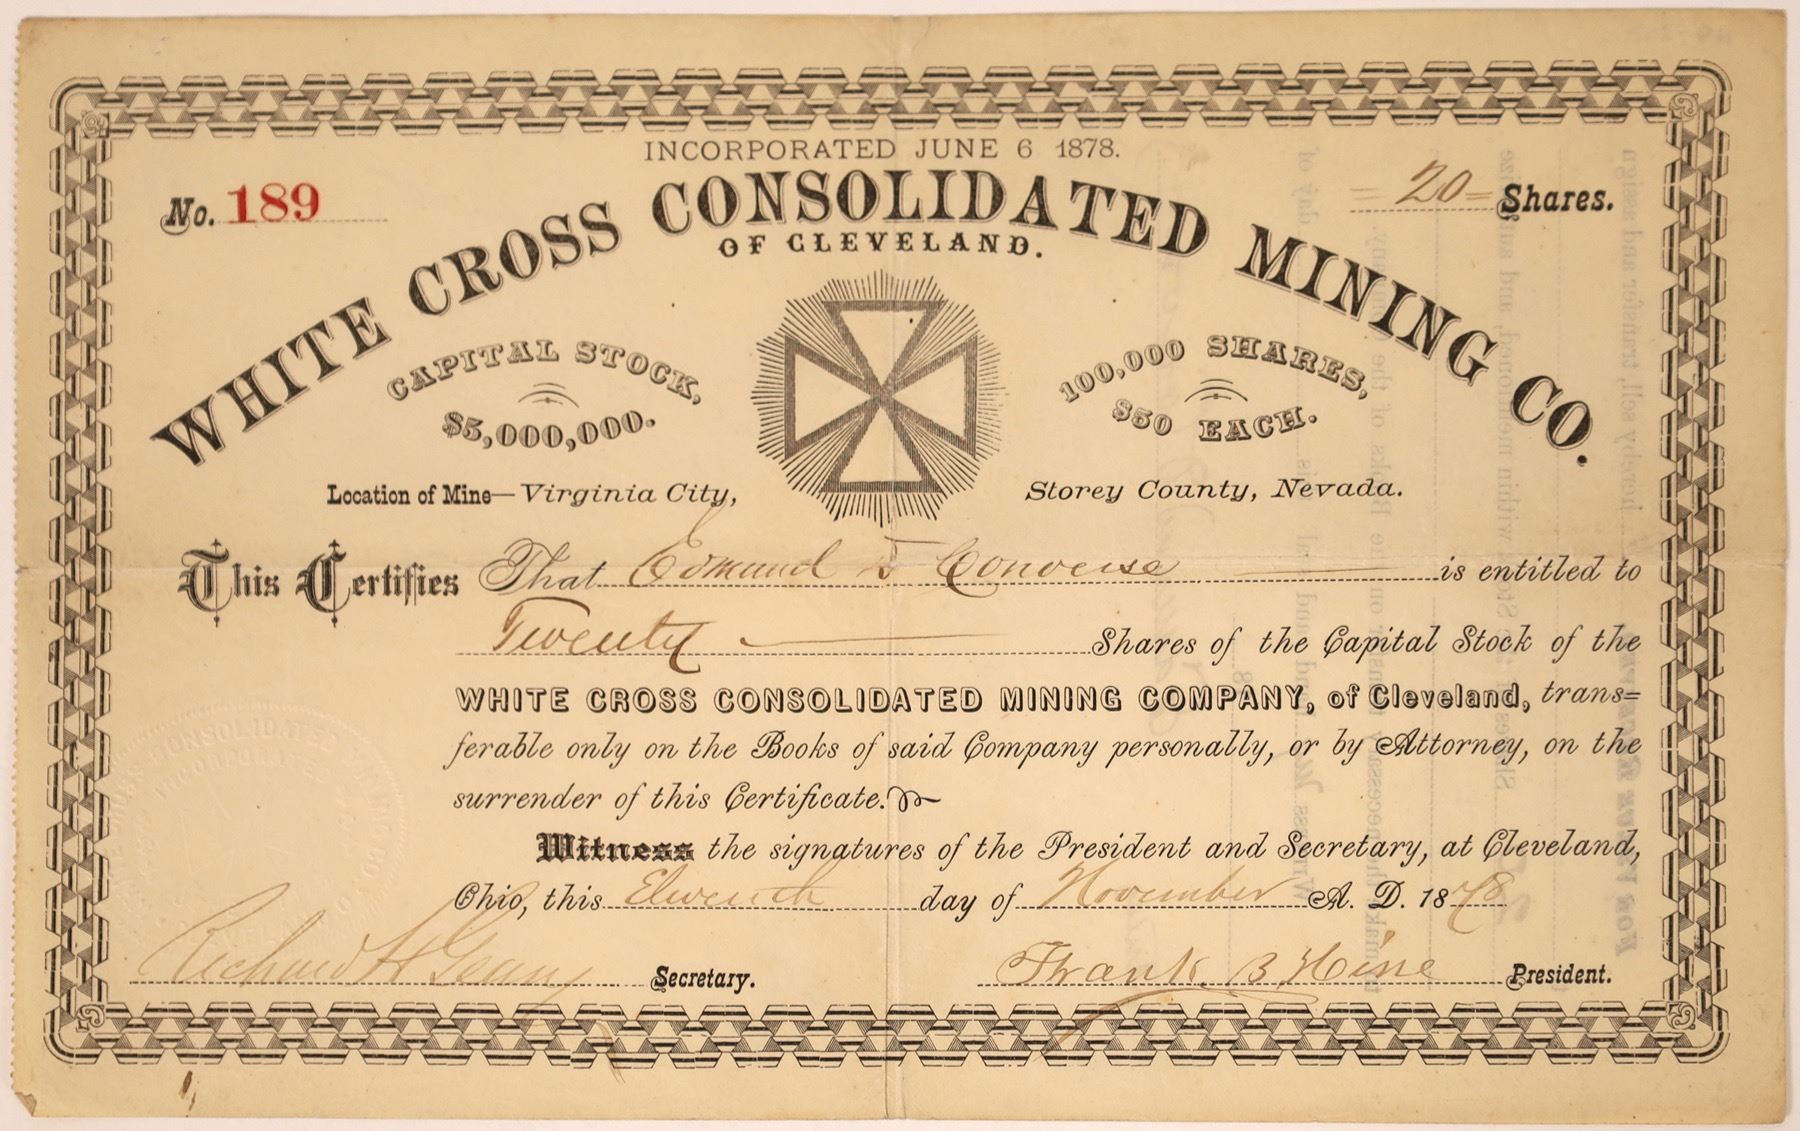 INCORPORATED JUNE 6 1878.
No. 189
20 Shares.
WHITE CROSS CONSOLIDATED MINING CO.
OF CLEVELAND.
CAPITAL STOCK,
$5,000,000.
100,000 SHARES,
$50 EACH.
Location of Mine—Virginia City,
Storey County, Nevada.
This Certifies That Edmund Converse is entitled to
Twenty Shares of the Capital Stock of the
WHITE CROSS CONSOLIDATED MINING COMPANY, of Cleveland, trans=
ferable only on the Books of said Company personally, or by Attorney, on the
surrender of this Certificate.
Witness the signatures of the President and Secretary, at Cleveland,
Ohio, this day of November A. D. 1878
Richard H Secretary.
Frank B Hine President.